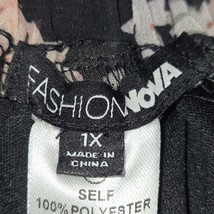 FASHIONNOVA
1X
MADE IN
CHINA
SELF
100% POLYESTER